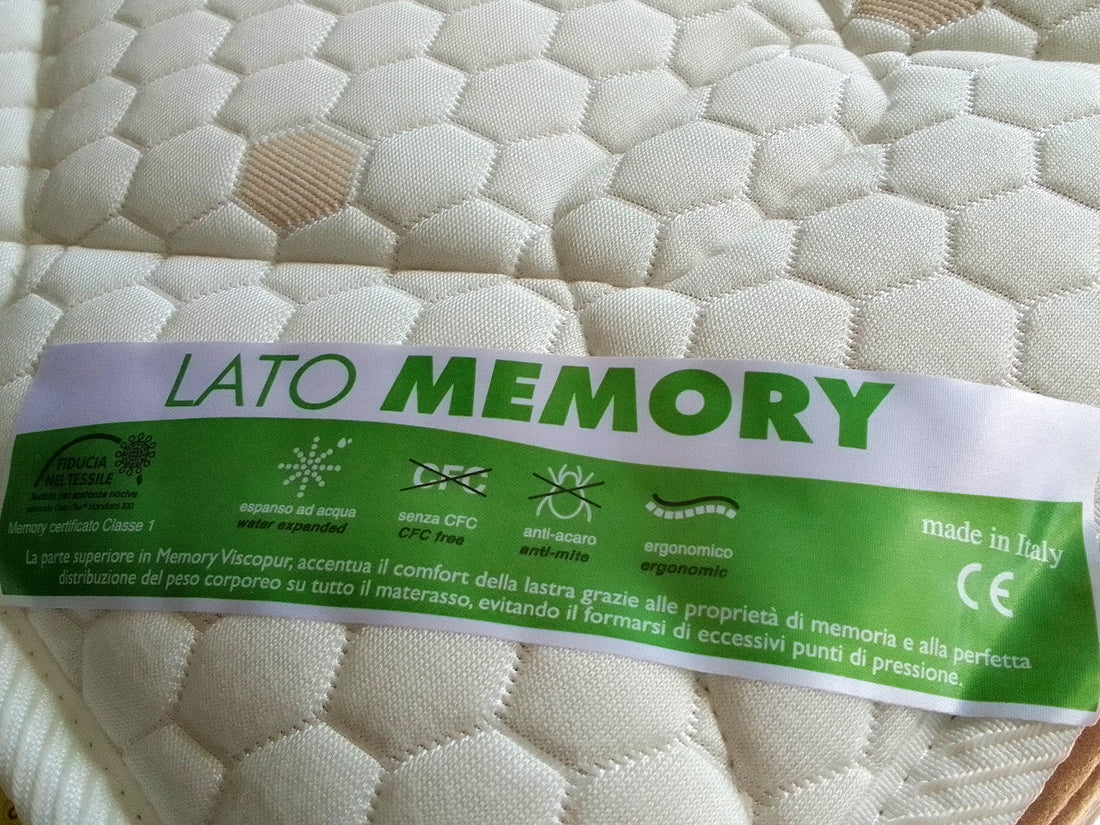 LATO MEMORY
FIDUCIA
NEL TESSILE
Memory certificato Classe 1
espanso ad acqua
water expanded
CFC
senza CFC
CFC free
anti-acaro
anti-mite
ergonomico
ergonomic
made in Italy
CE
La parte superiore in Memory Viscopur, accentua il comfort della lastra grazie alle proprietà di memoria e alla perfetta
distribuzione del peso corporeo su tutto il materasso, evitando il formarsi di eccessivi punti di pressione.